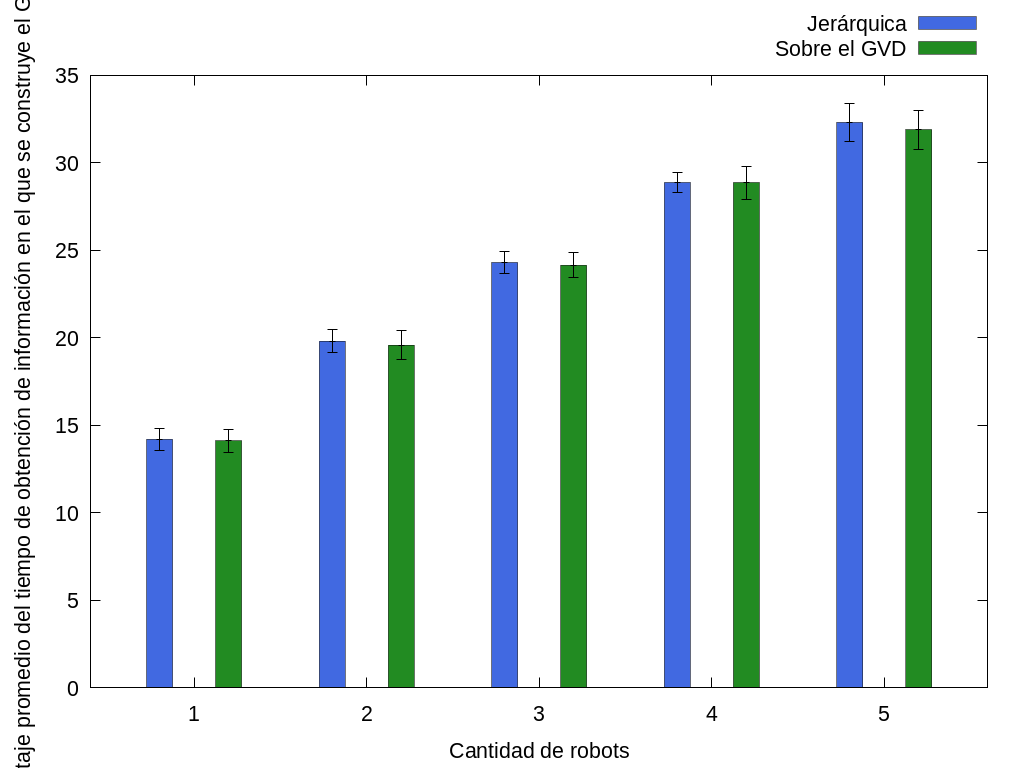 Jerárquica
Sobre el GVD
taje promedio del tiempo de obtención de información en el que se construye el G
35
30
25
20
15
10
5
0
1 2 3 4 5
Cantidad de robots